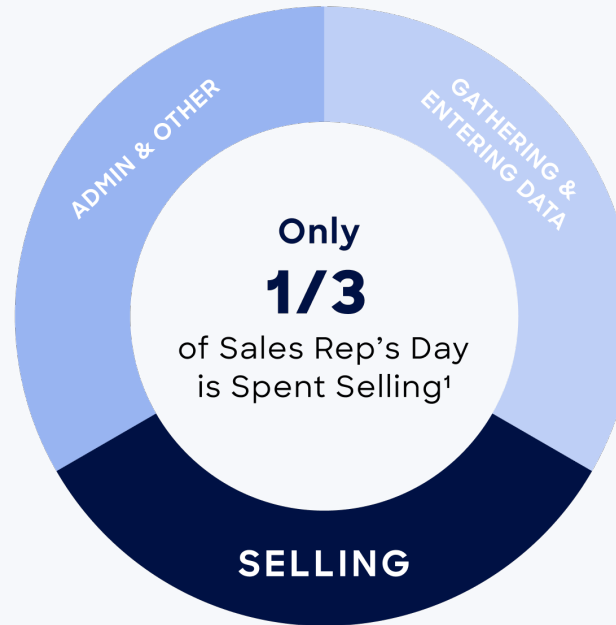 ADMIN & OTHER
GATHERING &
ENTERING DATA
Only
1/3
of Sales Rep’s Day
is Spent Selling¹
SELLING